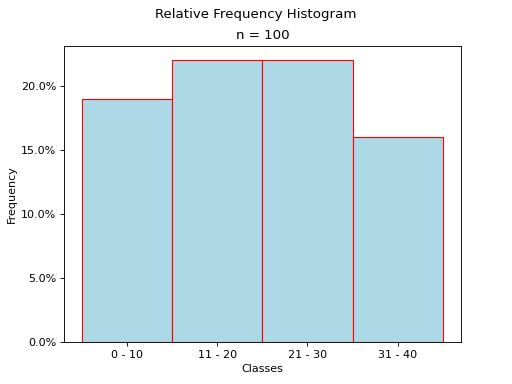 Relative Frequency Histogram
n = 100
20.0%
15.0%
10.0%
5.0%
0.0%
Frequency
0 - 10
11 - 20
21 - 30
31 - 40
Classes